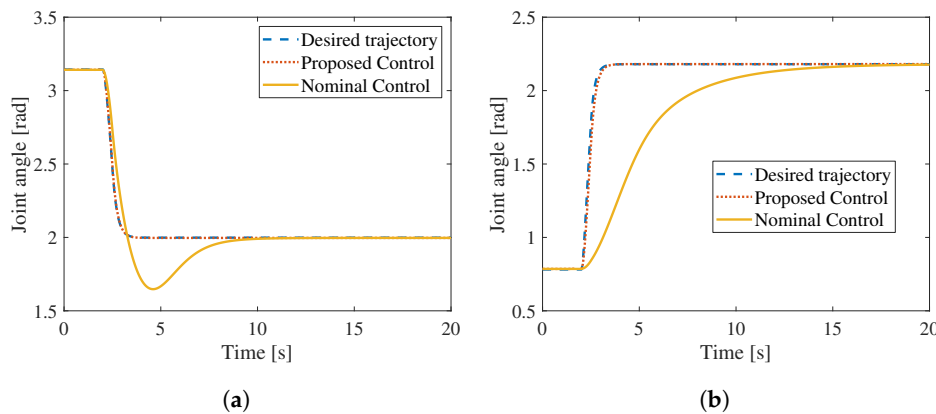 3.5
3
2.5
2
1.5
Joint angle [rad]
Desired trajectory
Proposed Control
Nominal Control
0
5
10
15
20
Time [s]
(a)
2.5
2
1.5
1
0.5
Joint angle [rad]
Desired trajectory
Proposed Control
Nominal Control
0
5
10
15
20
Time [s]
(b)